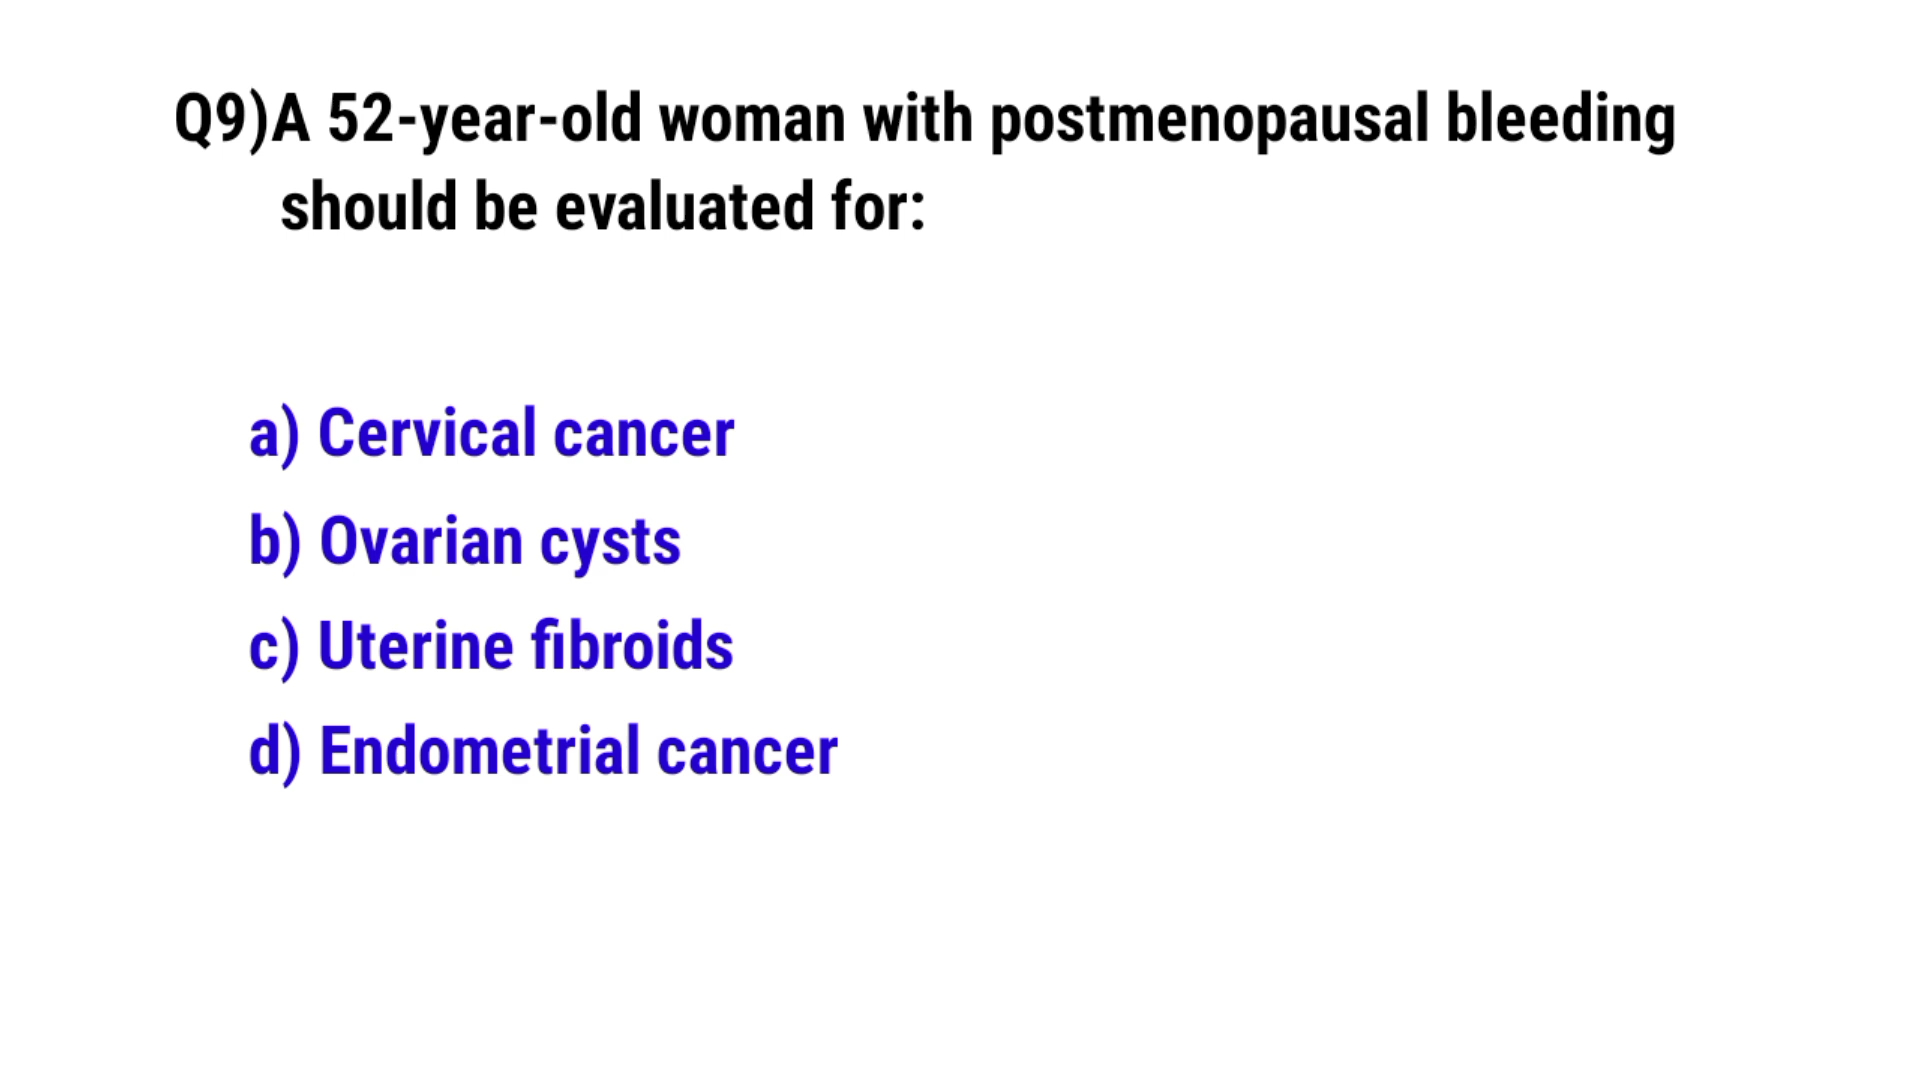 Q9)A 52-year-old woman with postmenopausal bleeding
should be evaluated for:
a) Cervical cancer
b) Ovarian cysts
c) Uterine fibroids
d) Endometrial cancer